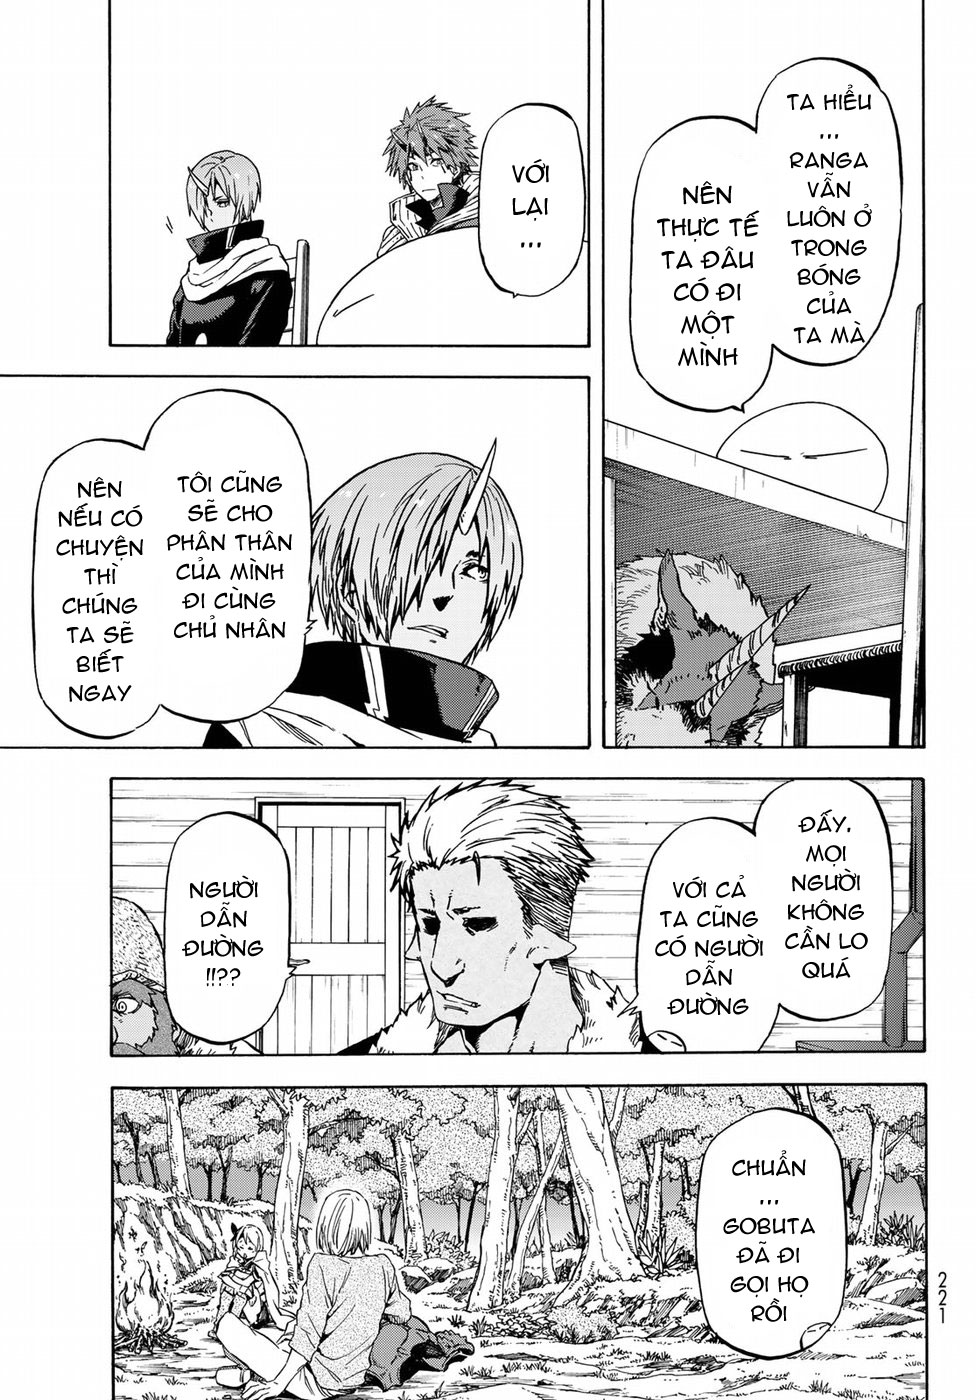 TA HIỂU
...
RANGA
VẪN
LUÔN Ở
TRONG
BÓNG
CỦA
TA MÀ
NÊN
THỰC TẾ
TA ĐÂU
CÓ ĐI
MỘT
MÌNH
VỚI
LẠI
...
TÔI CŨNG
SẼ CHO
PHÂN THÂN
CỦA MÌNH
ĐI CÙNG
CHỦ NHÂN
NÊN
NẾU CÓ
CHUYỆN
THÌ
CHÚNG
TA SẼ
BIẾT
NGAY
ĐẤY,
MỌI
NGƯỜI
KHÔNG
CẦN LO
QUÁ
VỚI CẢ
TA CŨNG
CÓ NGƯỜI
DẪN
ĐƯỜNG
NGƯỜI
DẪN
ĐƯỜNG
!!??
CHUẨN
...
GOBUTA
ĐÃ ĐI
GỌI HỌ
RỒI
221